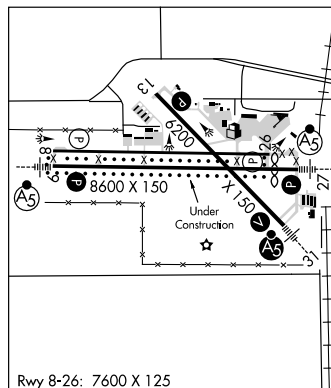 13
P
6200
P
8
26
P
A5
9
P
8600 X 150
X 150
P
27
A5
Under
Construction
V
A5
31
Rwy 8-26: 7600 X 125